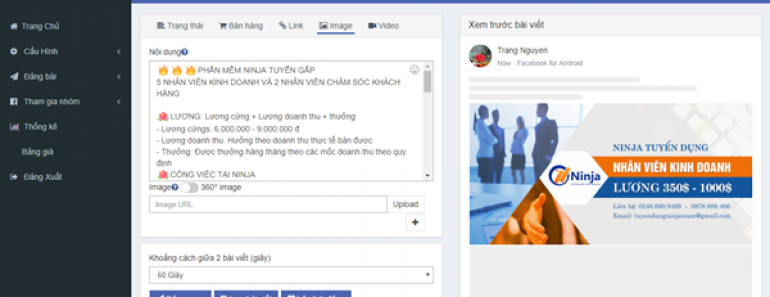 Trang Chủ
Cấu Hình
Đăng bài
Tham gia nhóm
Thống kê
Bảng giá
Đăng Xuất
Trạng thái
Bán hàng
Link
Image
Video
Nội dung
PHẦN MỀM NINJA TUYỂN GẤP
5 NHÂN VIÊN KINH DOANH VÀ 2 NHÂN VIÊN CHĂM SÓC KHÁCH
HÀNG
LƯƠNG: Lương cứng + Lương doanh thu + thưởng
- Lương cứngs: 6.000.000 - 9.000.000 đ
- Lương doanh thu: Hưởng theo doanh thu thực tế bán được
- Thưởng: Được thưởng hàng tháng theo các mốc doanh thu theo quy
định
CÔNG VIỆC TẠI NINJA
Image 360° image
Image URL. Upload
+
Khoảng cách giữa 2 bài viết (giây)
60 Giây
Xem trước bài viết
Trang Nguyen
Now · Facebook for Android
Ninja
NINJA TUYỂN DỤNG
NHÂN VIÊN KINH DOANH
LƯƠNG 350$ - 1000$
Liên hệ: 0246.660.8469 - 0978.888.466
Email: tuyendungninjateam@gmail.com